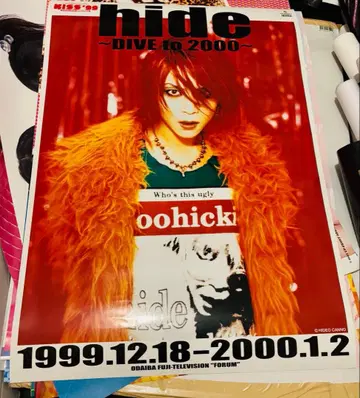 KISS'99
hide
~DIVE to 2000~
Who's this ugly
oohick
hide
© HIDEO CANNO
1999.12.18-2000.1.2
ODAIBA FUJI-TELEVISION "FORUM"